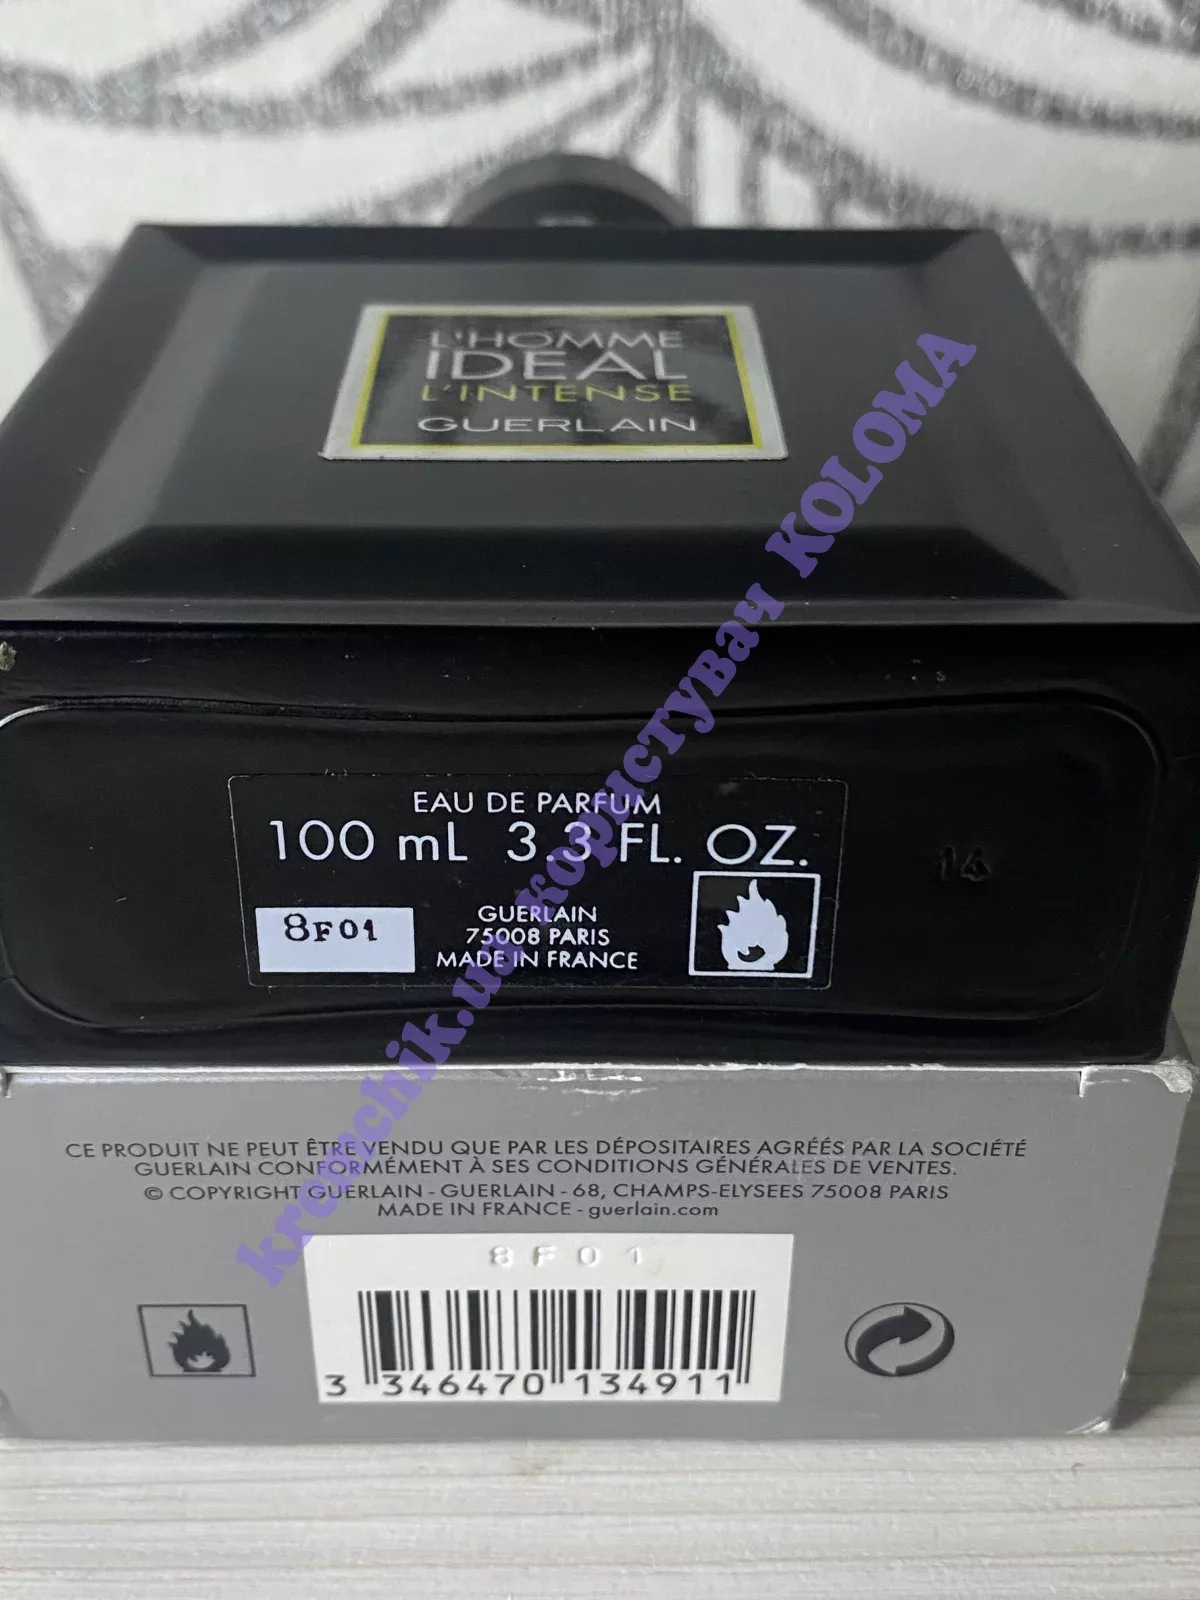 L'HOMME
IDEAL
L'INTENSE
GUERLAIN
EAU DE PARFUM
100 mL 3.3 FL. OZ.
8F01
GUERLAIN
75008 PARIS
MADE IN FRANCE
14
CE PRODUIT NE PEUT ÊTRE VENDU QUE PAR LES DÉPOSITAIRES AGRÉÉS PAR LA SOCIÉTÉ
GUERLAIN CONFORMÉMENT À SES CONDITIONS GÉNÉRALES DE VENTES.
© COPYRIGHT GUERLAIN - GUERLAIN - 68, CHAMPS-ELYSEES 75008 PARIS
MADE IN FRANCE - guerlain.com
8F01
3 346470 134911
kremchik.ua користувач KOLOMA